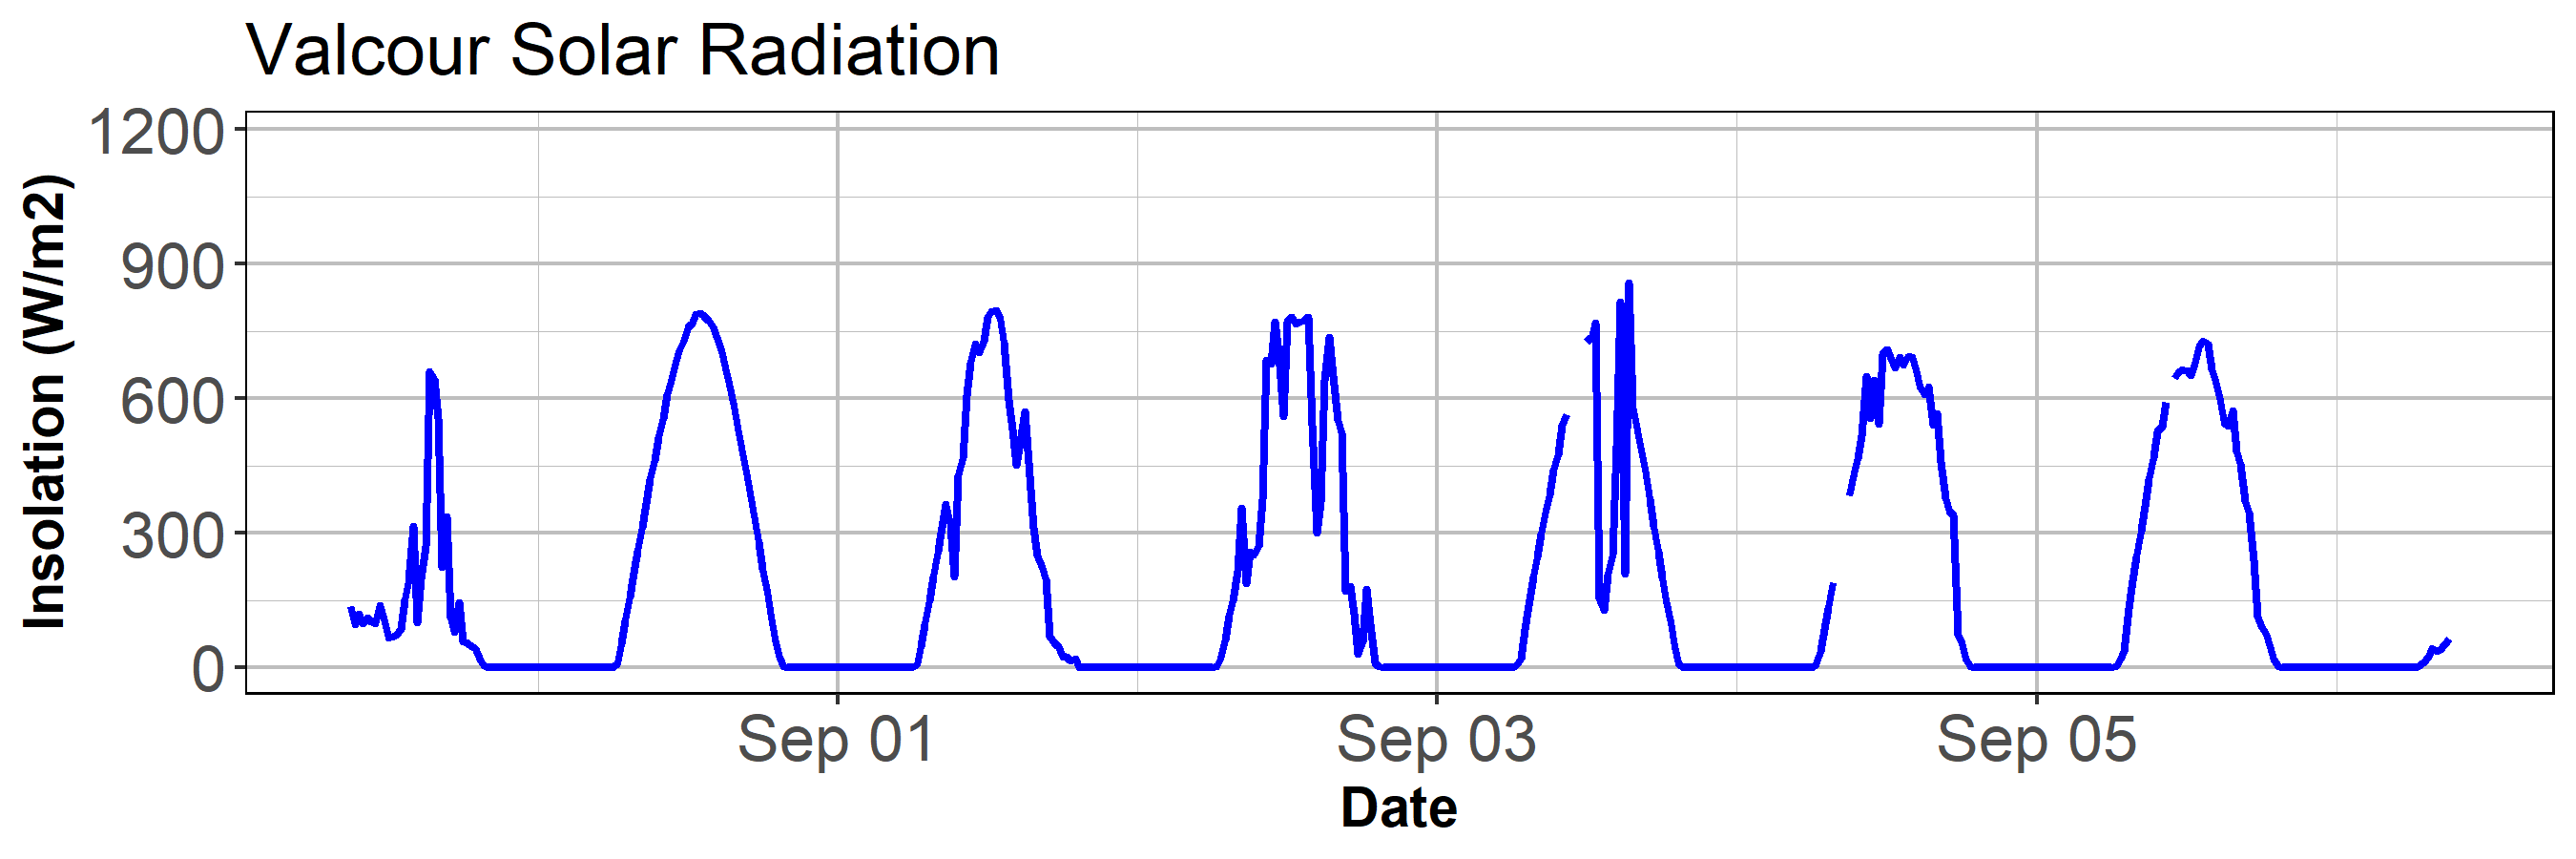 Valcour Solar Radiation
Insolation (W/m2)
1200
900
600
300
0
Sep 01
Sep 03
Sep 05
Date